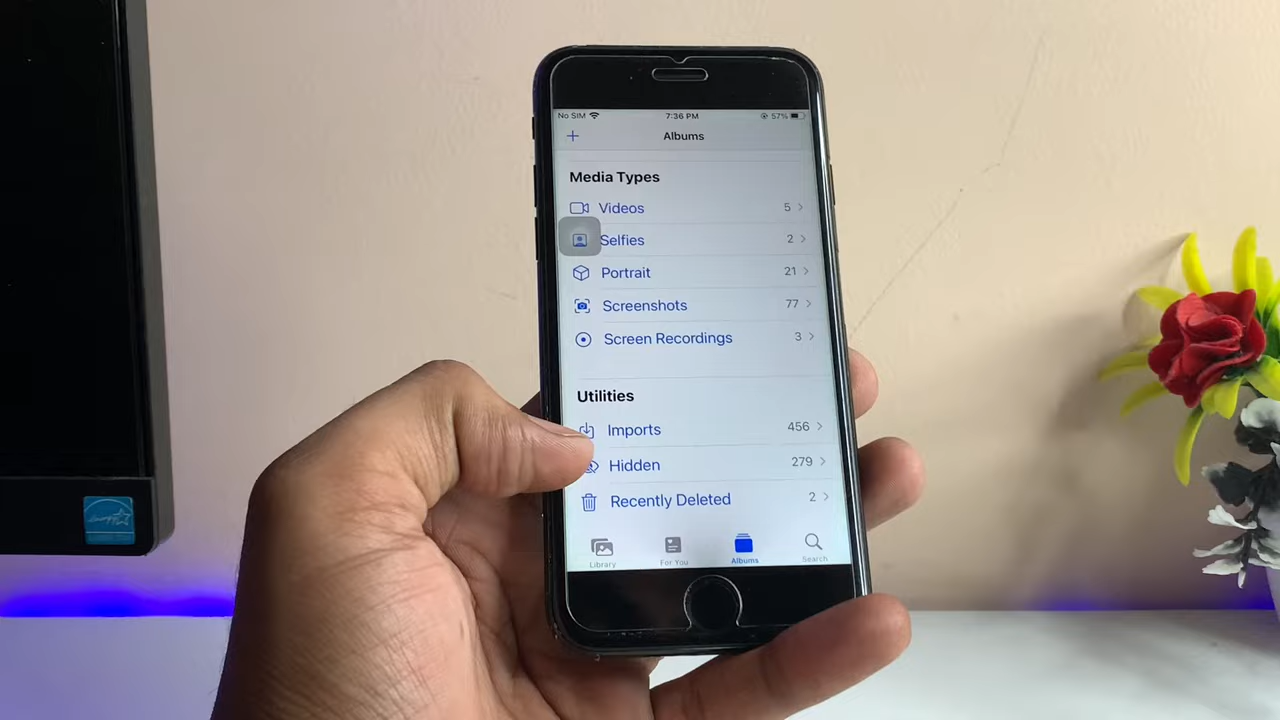 No SIM 7:36 PM 57%
+ Albums
Media Types
Videos 5
Selfies 2
Portrait 21
Screenshots 77
Screen Recordings 3
Utilities
Imports 456
Hidden 279
Recently Deleted 2
Library For You Albums Search